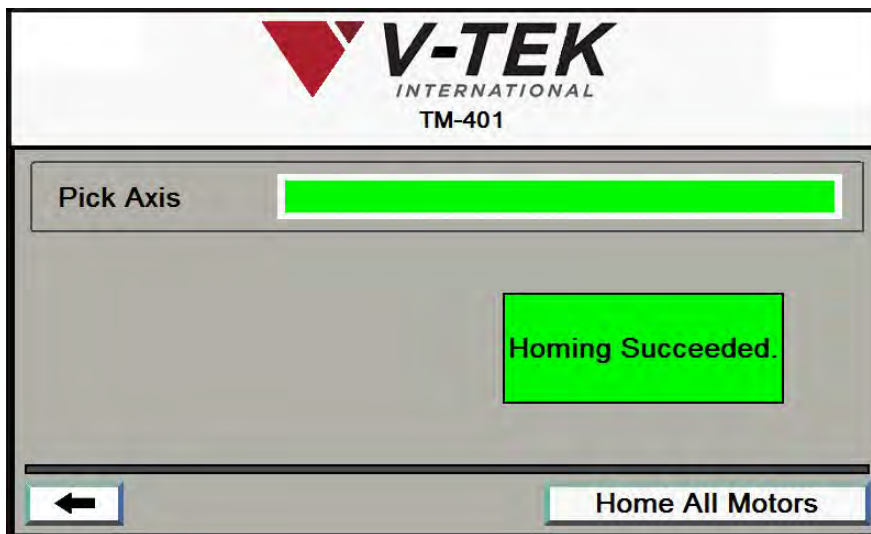 V-TEK
INTERNATIONAL
TM-401
Pick Axis
Homing Succeeded.
Home All Motors